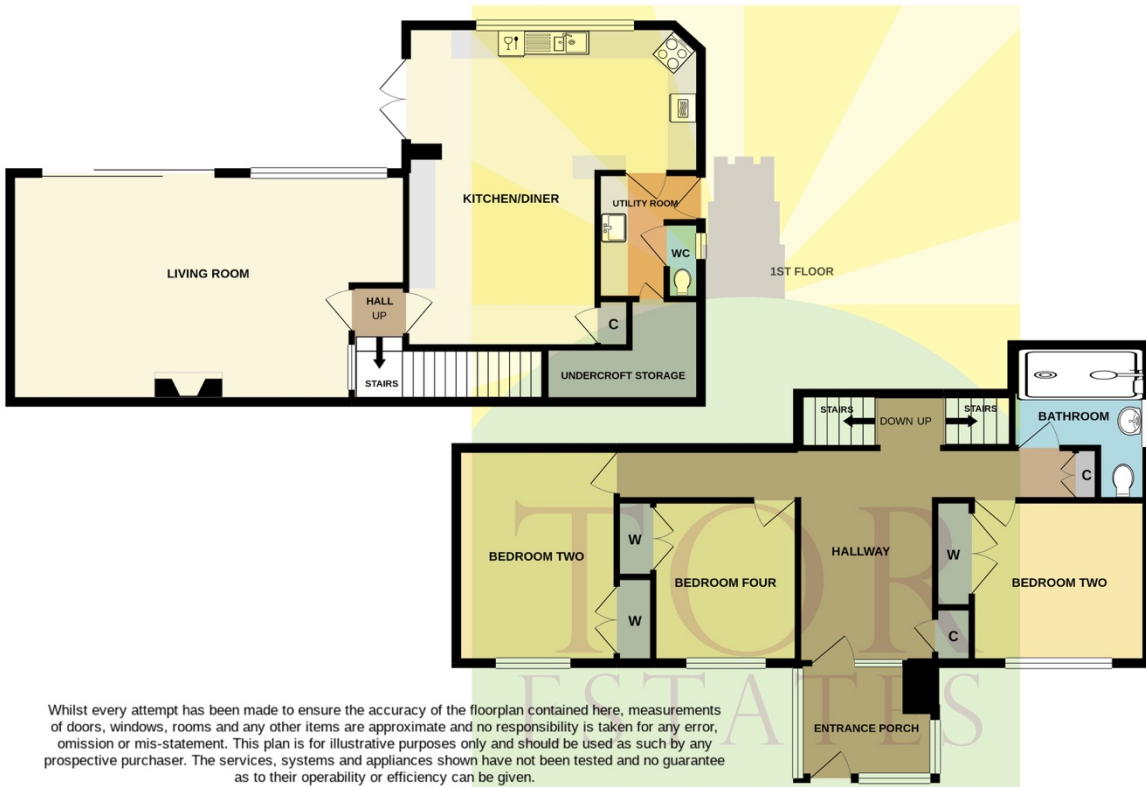 KITCHEN/DINER
UTILITY ROOM
WC
LIVING ROOM
1ST FLOOR
HALL
UP
C
STAIRS
UNDERCROFT STORAGE
STAIRS
DOWN UP
STAIRS
BATHROOM
C
TOR
ESTATES
W
BEDROOM TWO
HALLWAY
W
BEDROOM FOUR
BEDROOM TWO
W
C
ENTRANCE PORCH
Whilst every attempt has been made to ensure the accuracy of the floorplan contained here, measurements
of doors, windows, rooms and any other items are approximate and no responsibility is taken for any error,
omission or mis-statement. This plan is for illustrative purposes only and should be used as such by any
prospective purchaser. The services, systems and appliances shown have not been tested and no guarantee
as to their operability or efficiency can be given.